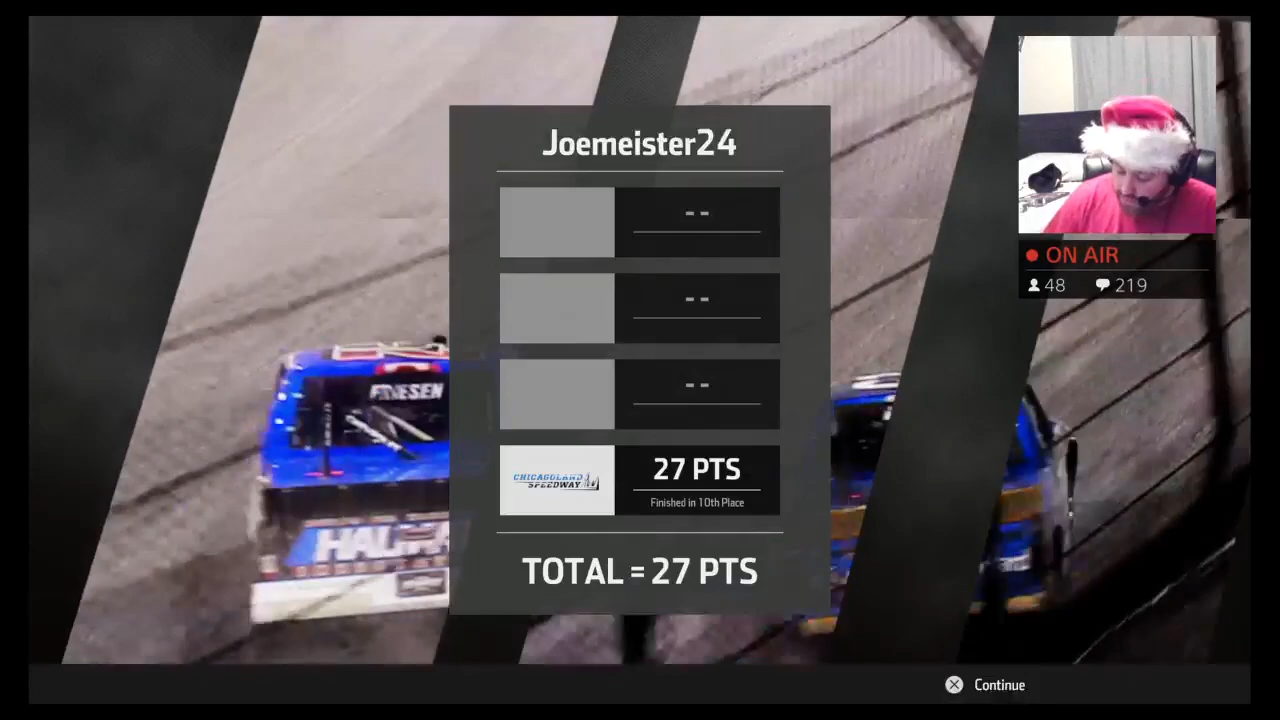 Joemeister24
--
--
--
CHICAGOLAND
SPEEDWAY
27 PTS
Finished in 10th Place
TOTAL = 27 PTS
ON AIR
48 219
FRIESEN
Continue